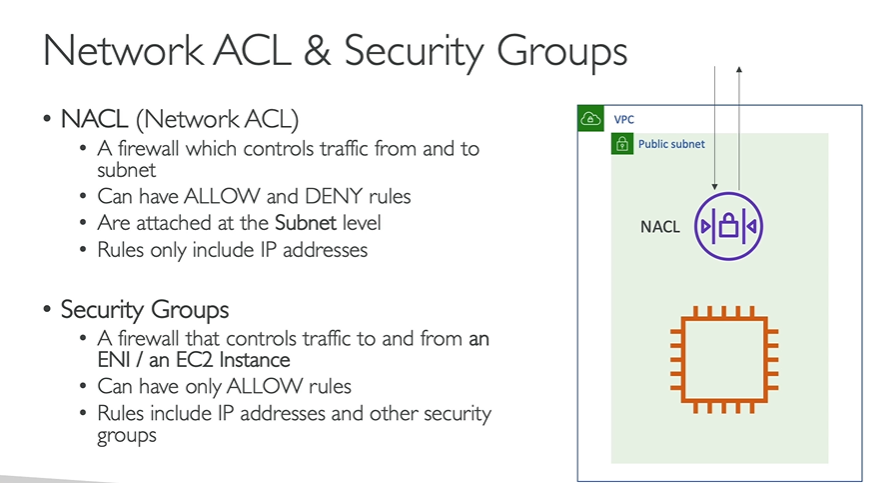 Network ACL & Security Groups
• NACL (Network ACL)
• A firewall which controls traffic from and to
subnet
• Can have ALLOW and DENY rules
• Are attached at the Subnet level
• Rules only include IP addresses
• Security Groups
• A firewall that controls traffic to and from an
ENI / an EC2 Instance
• Can have only ALLOW rules
• Rules include IP addresses and other security
groups
VPC
Public subnet
NACL